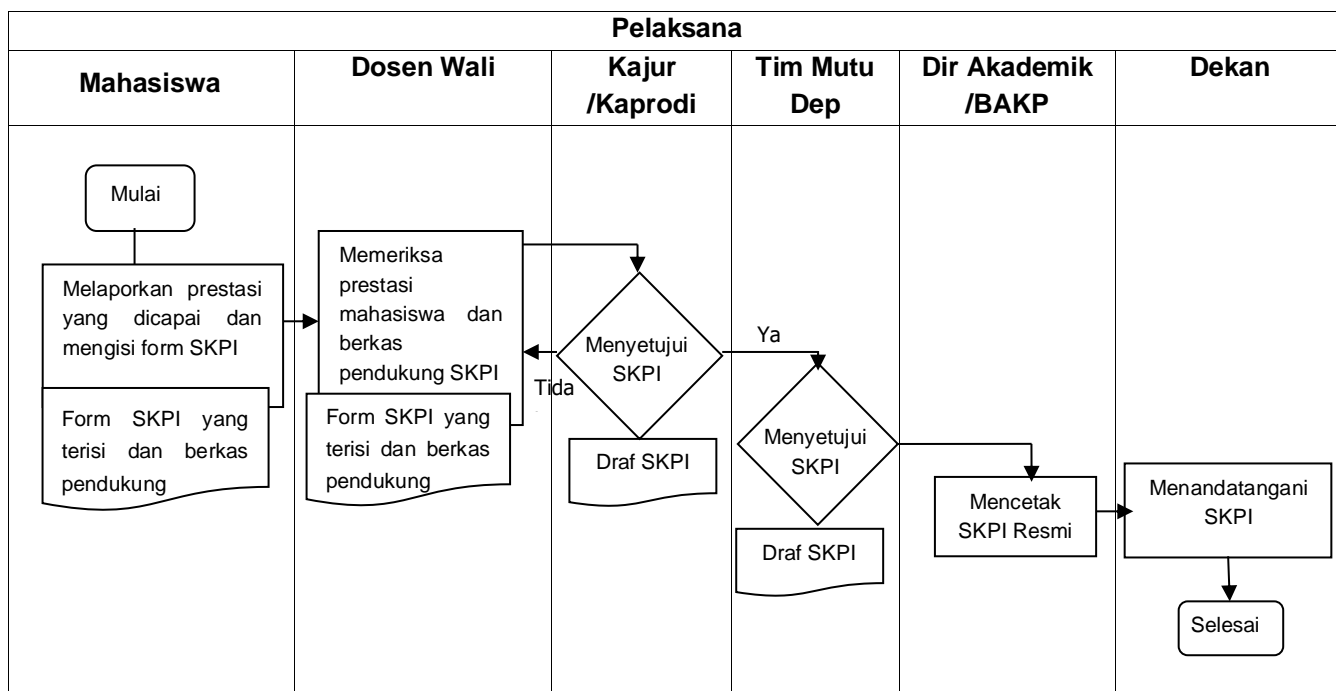 Pelaksana
Mahasiswa
Dosen Wali
Kajur
/Kaprodi
Tim Mutu
Dep
Dir Akademik
/BAKP
Dekan
Mulai
Melaporkan prestasi
yang dicapai dan
mengisi form SKPI
Form SKPI yang
terisi dan berkas
pendukung
Memeriksa
prestasi
mahasiswa dan
berkas
pendukung SKPI
Form SKPI yang
terisi dan berkas
pendukung
Menyetujui
SKPI
Tida
Ya
Draf SKPI
Menyetujui
SKPI
Draf SKPI
Mencetak
SKPI Resmi
Menandatangani
SKPI
Selesai